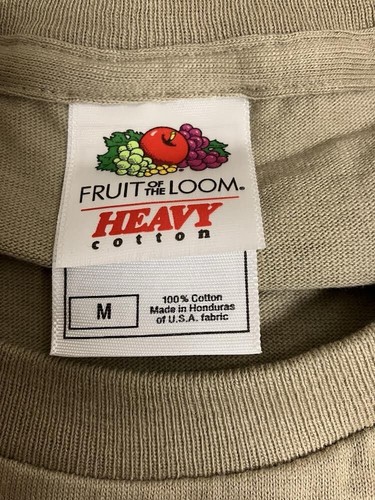 FRUIT OF THE LOOM®
HEAVY
cotton
M
100% Cotton
Made in Honduras
of U.S.A. fabric